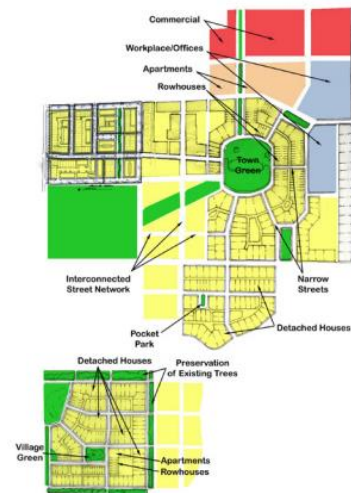 Commercial
Workplace/Offices
Apartments
Rowhouses
Town
Green
Interconnected
Street Network
Narrow
Streets
Pocket
Park
Detached Houses
Detached Houses
Preservation
of Existing Trees
Village
Green
Apartments
Rowhouses